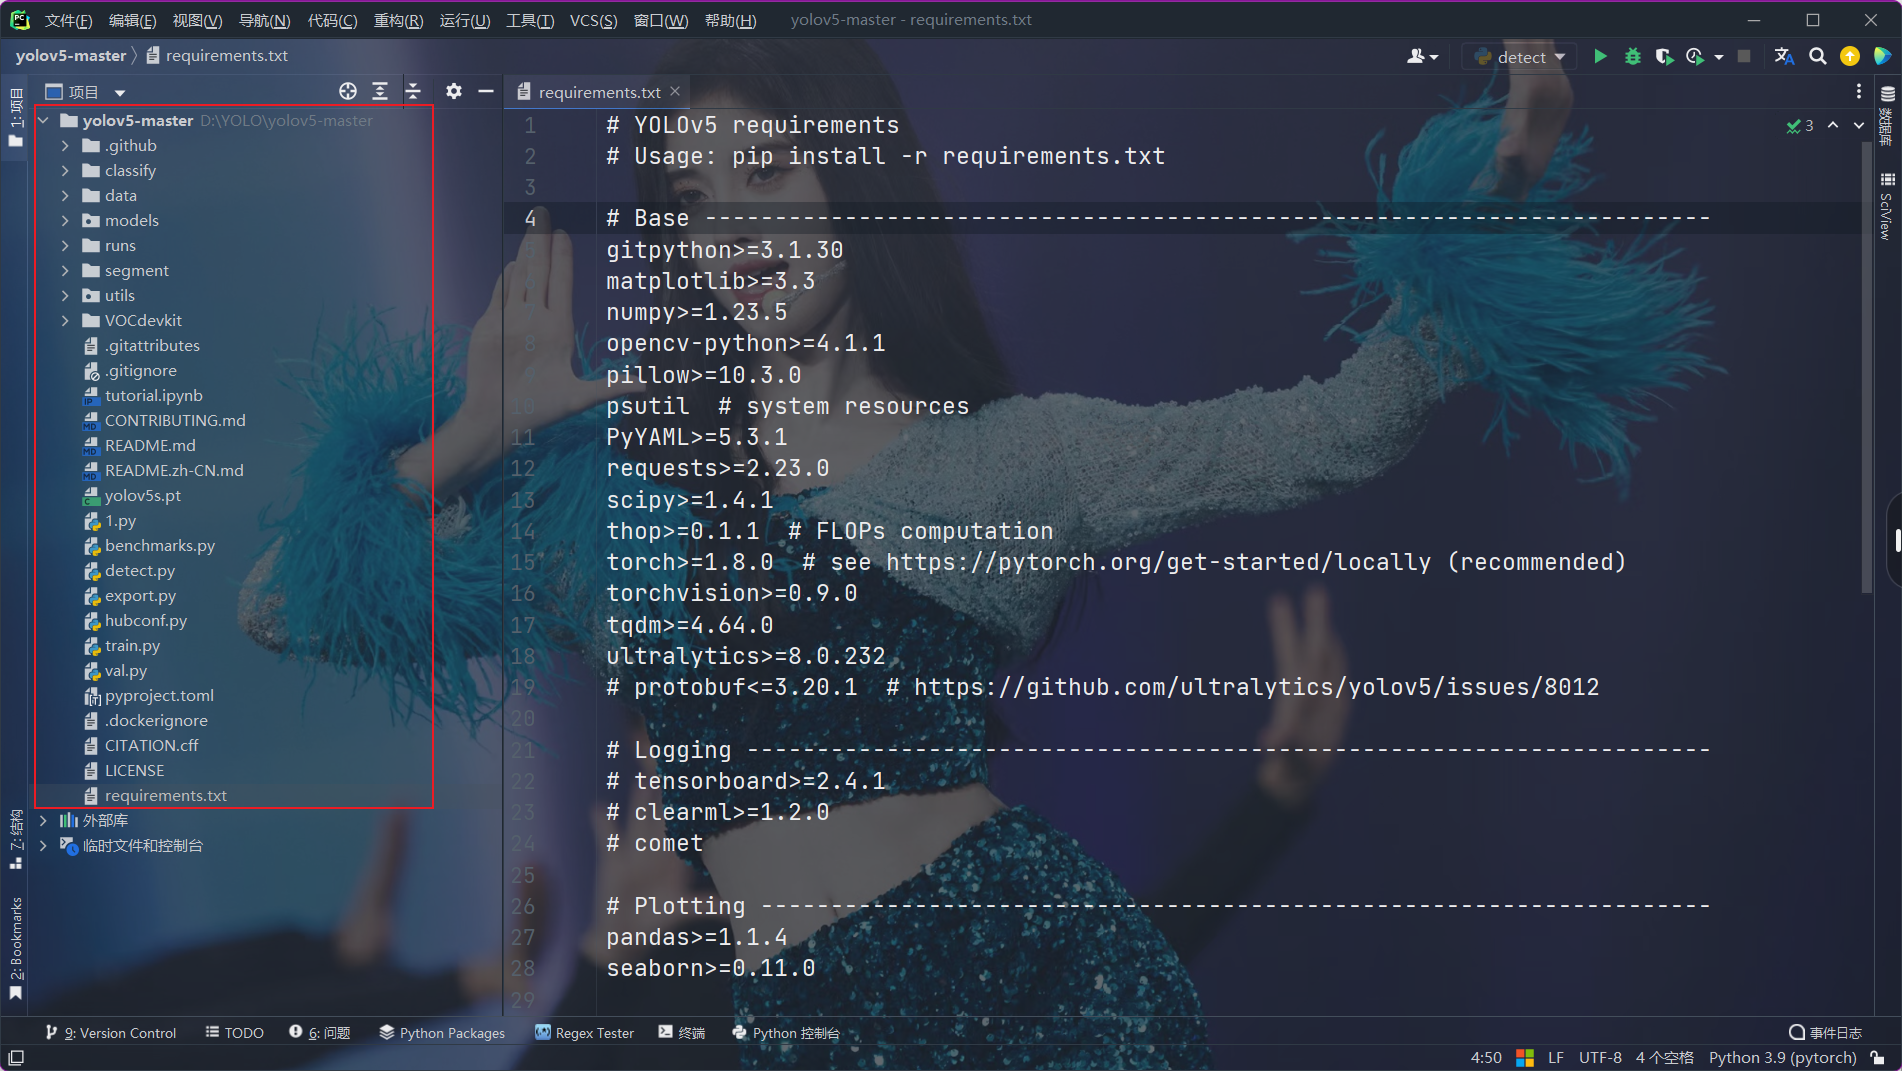 文件(F) 编辑(E) 视图(V) 导航(N) 代码(C) 重构(R) 运行(U) 工具(T) VCS(S) 窗口(W) 帮助(H) yolov5-master - requirements.txt
yolov5-master requirements.txt detect
项目 requirements.txt
1: 项目
yolov5-master D:\YOLO\yolov5-master
.github
classify
data
models
runs
segment
utils
VOCdevkit
.gitattributes
.gitignore
tutorial.ipynb
CONTRIBUTING.md
README.md
README.zh-CN.md
yolov5s.pt
1.py
benchmarks.py
detect.py
export.py
hubconf.py
train.py
val.py
pyproject.toml
.dockerignore
CITATION.cff
LICENSE
requirements.txt
外部库
临时文件和控制台
7: 结构
2: Bookmarks
1 # YOLOv5 requirements
2 # Usage: pip install -r requirements.txt
3
4 # Base ------------------------------------------------------------------------
gitpython>=3.1.30
matplotlib>=3.3
numpy>=1.23.5
8 opencv-python>=4.1.1
pillow>=10.3.0
10 psutil  # system resources
11 PyYAML>=5.3.1
12 requests>=2.23.0
13 scipy>=1.4.1
14 thop>=0.1.1  # FLOPs computation
15 torch>=1.8.0  # see https://pytorch.org/get-started/locally (recommended)
16 torchvision>=0.9.0
17 tqdm>=4.64.0
18 ultralytics>=8.0.232
19 # protobuf<=3.20.1  # https://github.com/ultralytics/yolov5/issues/8012
20
21 # Logging ---------------------------------------------------------------------
22 # tensorboard>=2.4.1
23 # clearml>=1.2.0
24 # comet
25
26 # Plotting --------------------------------------------------------------------
27 pandas>=1.1.4
28 seaborn>=0.11.0
29
3
数据库
SciView
9: Version Control TODO 6: 问题 Python Packages Regex Tester 终端 Python 控制台 事件日志
4:50 LF UTF-8 4 个空格 Python 3.9 (pytorch)